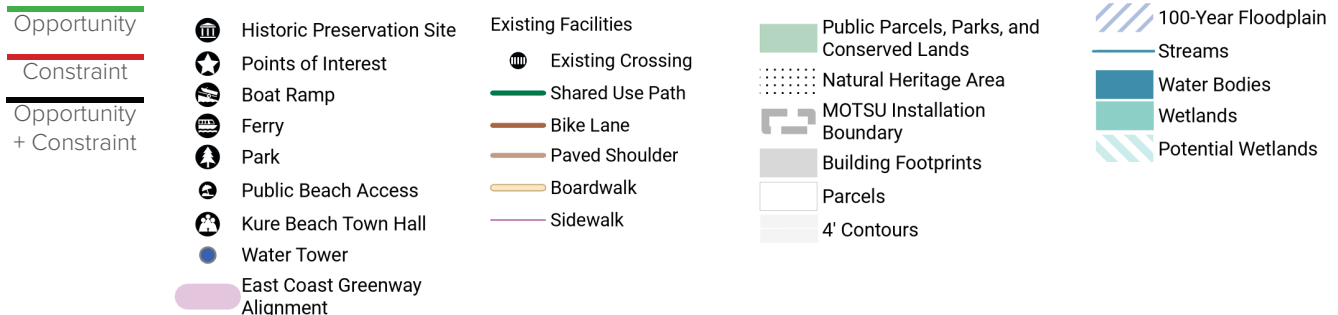 Opportunity
Constraint
Opportunity
+ Constraint
Historic Preservation Site
Points of Interest
Boat Ramp
Ferry
Park
Public Beach Access
Kure Beach Town Hall
Water Tower
East Coast Greenway
Alignment
Existing Facilities
Existing Crossing
Shared Use Path
Bike Lane
Paved Shoulder
Boardwalk
Sidewalk
Public Parcels, Parks, and
Conserved Lands
Natural Heritage Area
MOTSU Installation
Boundary
Building Footprints
Parcels
4' Contours
100-Year Floodplain
Streams
Water Bodies
Wetlands
Potential Wetlands